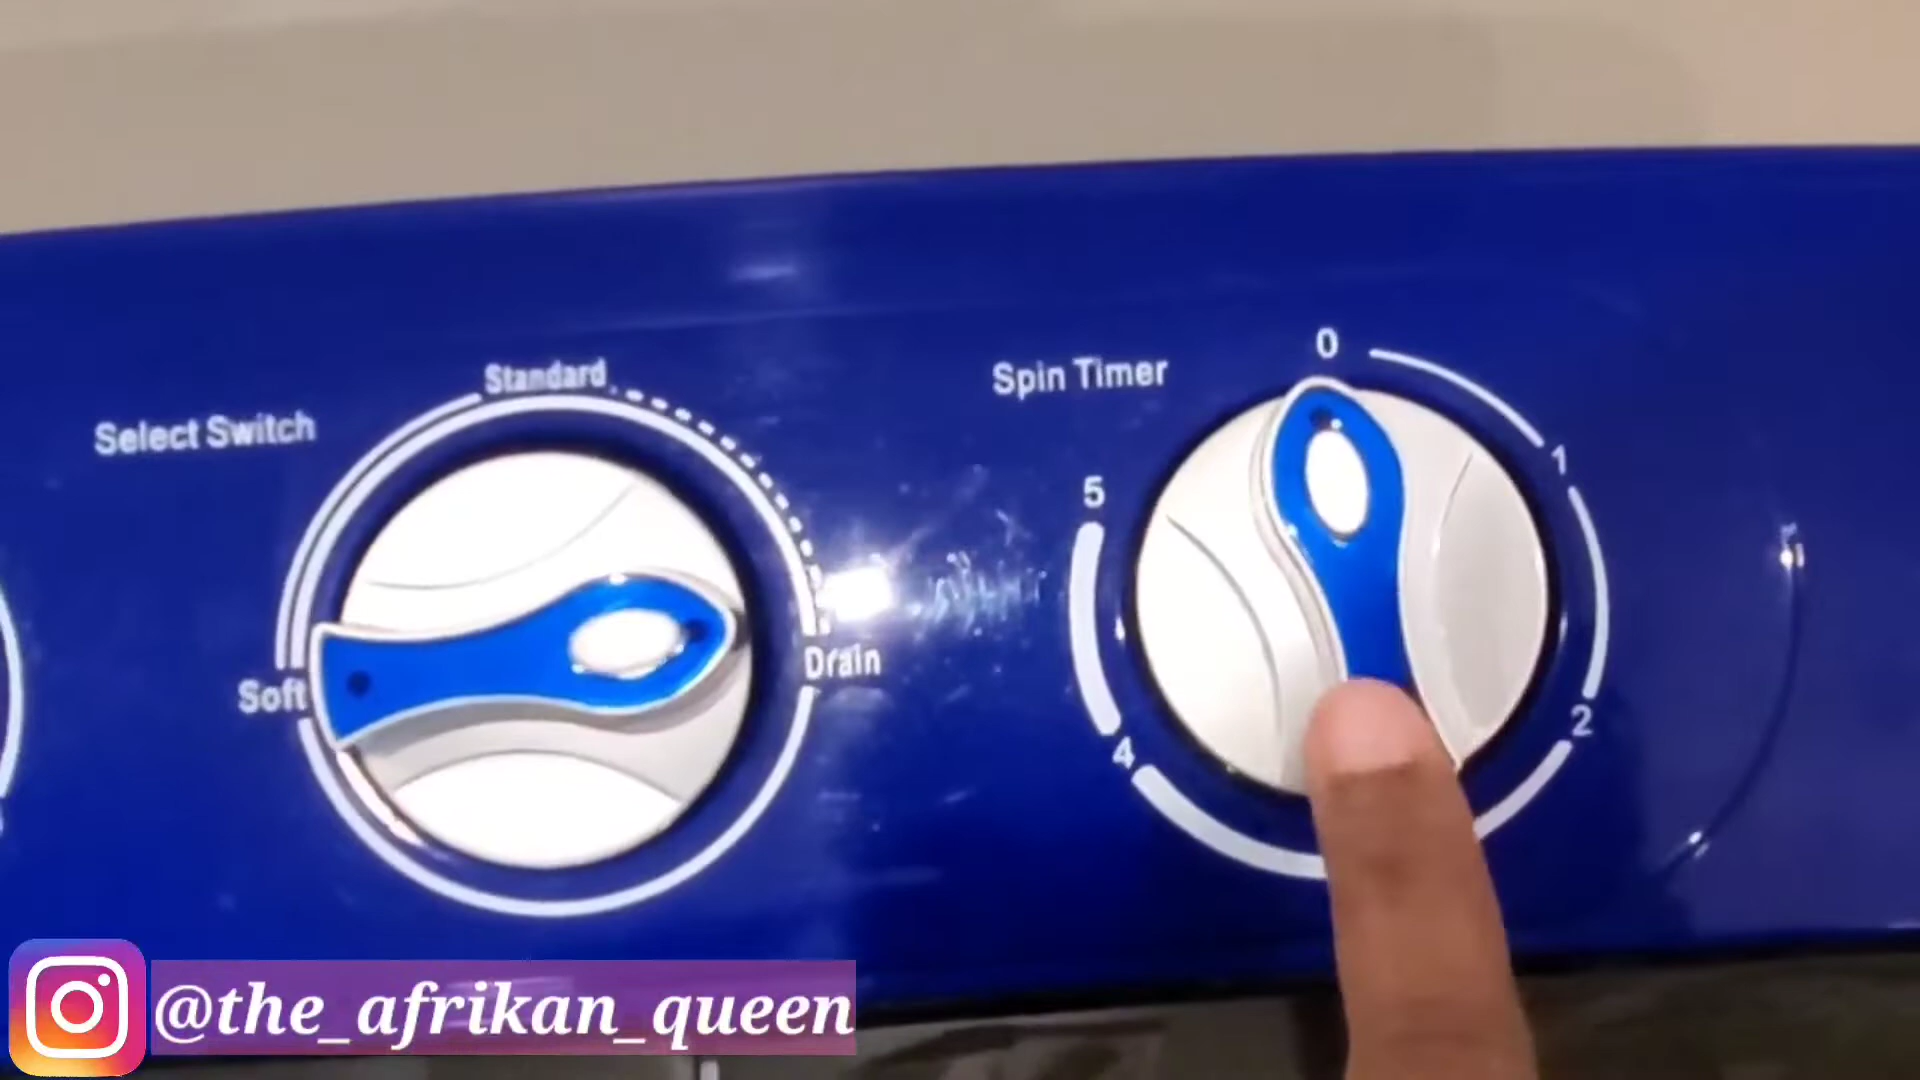 Select Switch
Standard
Soft
Drain
Spin Timer
0
1
2
4
5
@the_afrikan_queen